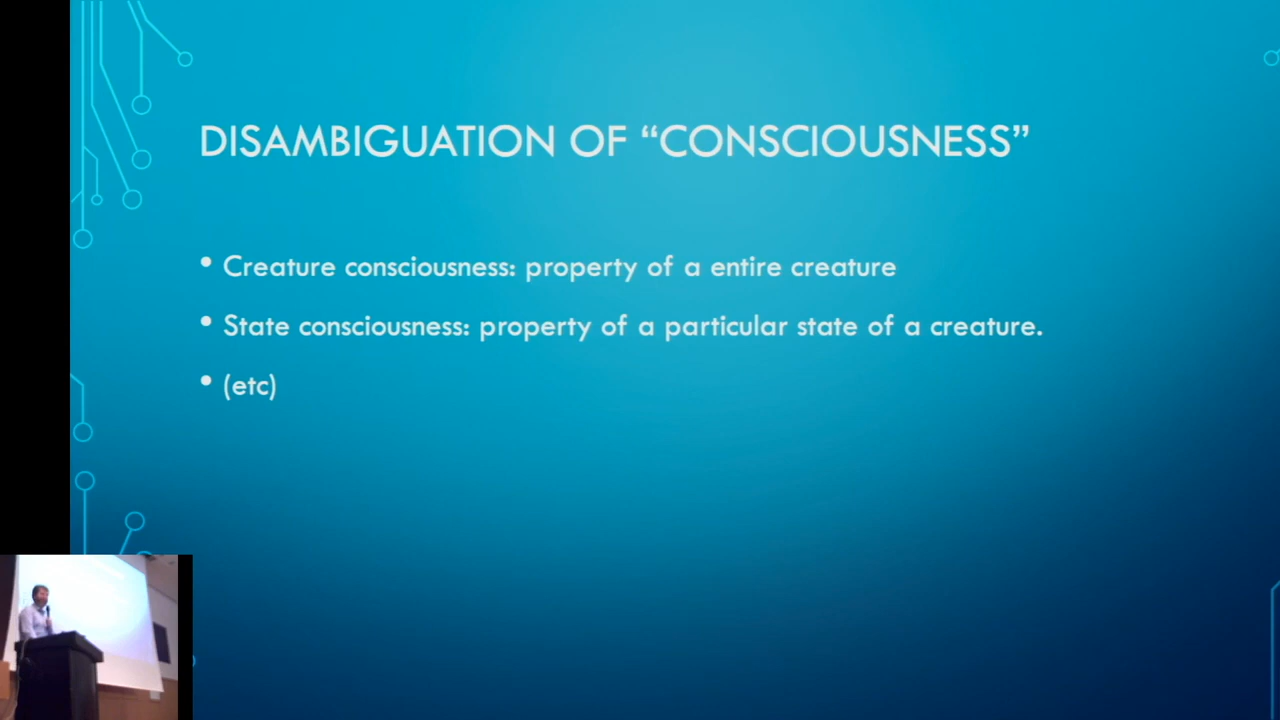 DISAMBIGUATION OF “CONSCIOUSNESS”
• Creature consciousness: property of a entire creature
• State consciousness: property of a particular state of a creature.
• (etc)